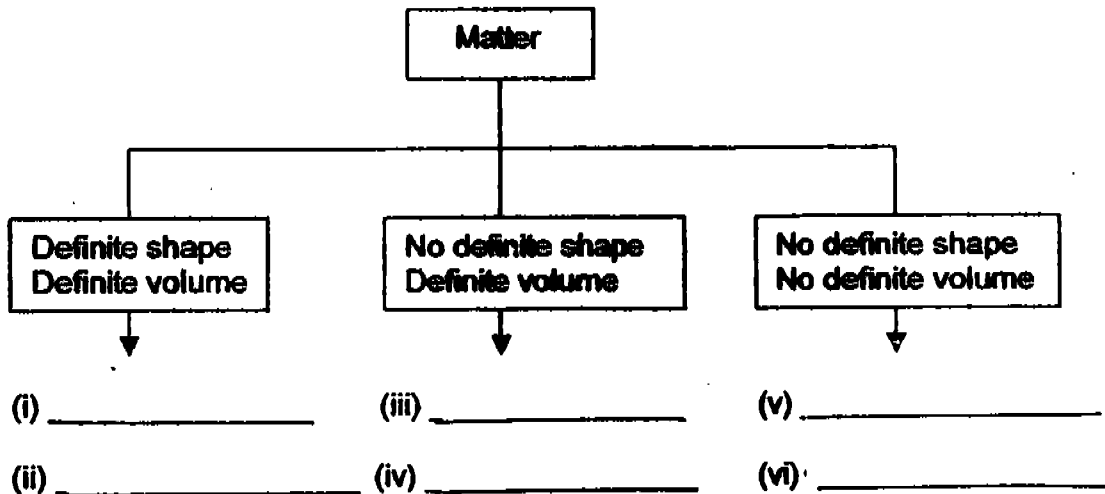 Matter
Definite shape
Definite volume
No definite shape
Definite volume
No definite shape
No definite volume
(i)
(iii)
(v)
(ii)
(iv)
(vi)